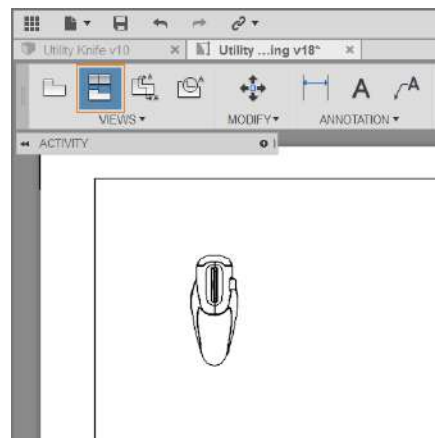 Utility Knife v10 × Utility ...ing v18* ×
A
VIEWS ▾ MODIFY ▾ ANNOTATION ▾
ACTIVITY